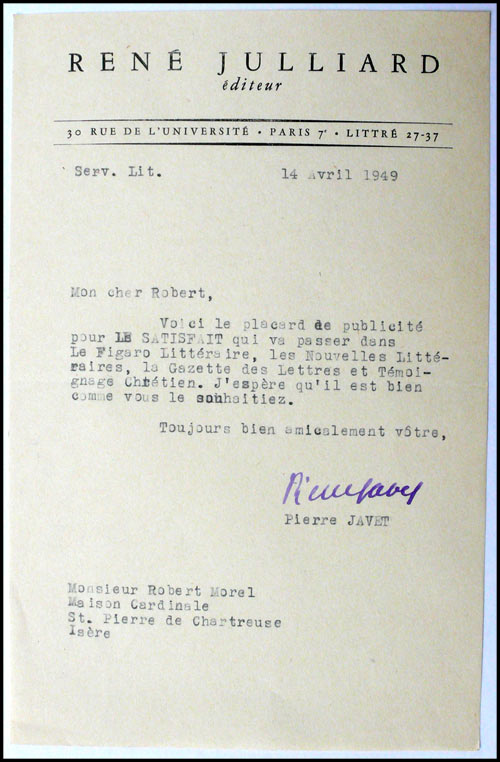 RENÉ JULLIARD
éditeur
30 RUE DE L'UNIVERSITÉ • PARIS 7e • LITTRÉ 27-37
Serv. Lit. 14 Avril 1949
Mon cher Robert,
Voici le placard de publicité
pour LE SATISFAIT qui va passer dans
Le Figaro Littéraire, les Nouvelles Litté-
raires, la Gazette des Lettres et Témoi-
gnage Chrétien. J'espère qu'il est bien
comme vous le souhaitiez.
Toujours bien amicalement vôtre,
Pierre Javet
Pierre JAVET
Monsieur Robert Morel
Maison Cardinale
St. Pierre de Chartreuse
Isère